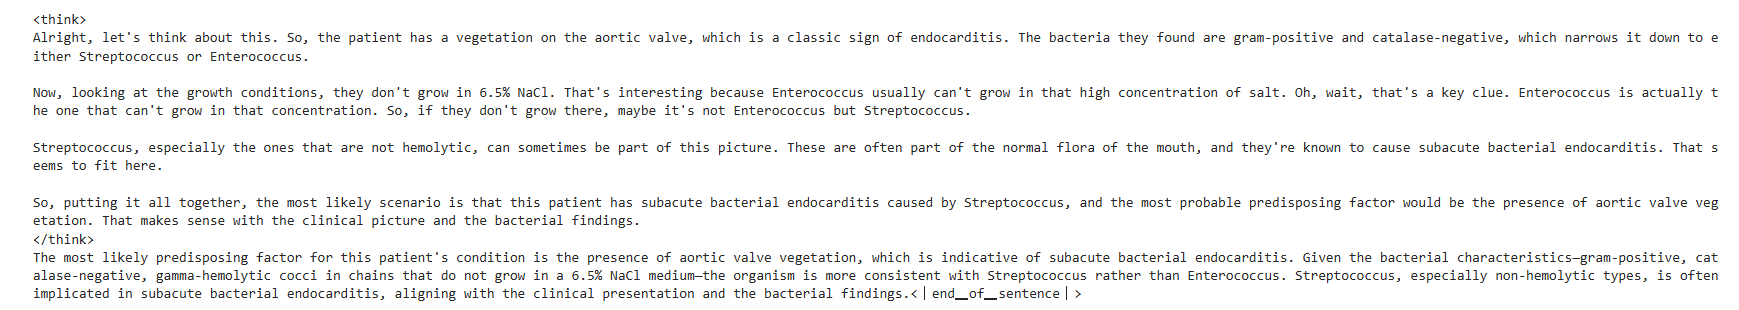 <think>
Alright, let's think about this. So, the patient has a vegetation on the aortic valve, which is a classic sign of endocarditis. The bacteria they found are gram-positive and catalase-negative, which narrows it down to e
ither Streptococcus or Enterococcus.
Now, looking at the growth conditions, they don't grow in 6.5% NaCl. That's interesting because Enterococcus usually can't grow in that high concentration of salt. Oh, wait, that's a key clue. Enterococcus is actually t
he one that can't grow in that concentration. So, if they don't grow there, maybe it's not Enterococcus but Streptococcus.
Streptococcus, especially the ones that are not hemolytic, can sometimes be part of this picture. These are often part of the normal flora of the mouth, and they're known to cause subacute bacterial endocarditis. That s
eems to fit here.
So, putting it all together, the most likely scenario is that this patient has subacute bacterial endocarditis caused by Streptococcus, and the most probable predisposing factor would be the presence of aortic valve veg
etation. That makes sense with the clinical picture and the bacterial findings.
</think>
The most likely predisposing factor for this patient's condition is the presence of aortic valve vegetation, which is indicative of subacute bacterial endocarditis. Given the bacterial characteristics—gram-positive, cat
alase-negative, gamma-hemolytic cocci in chains that do not grow in a 6.5% NaCl medium—the organism is more consistent with Streptococcus rather than Enterococcus. Streptococcus, especially non-hemolytic types, is often
implicated in subacute bacterial endocarditis, aligning with the clinical presentation and the bacterial findings.<｜end▁of▁sentence｜>